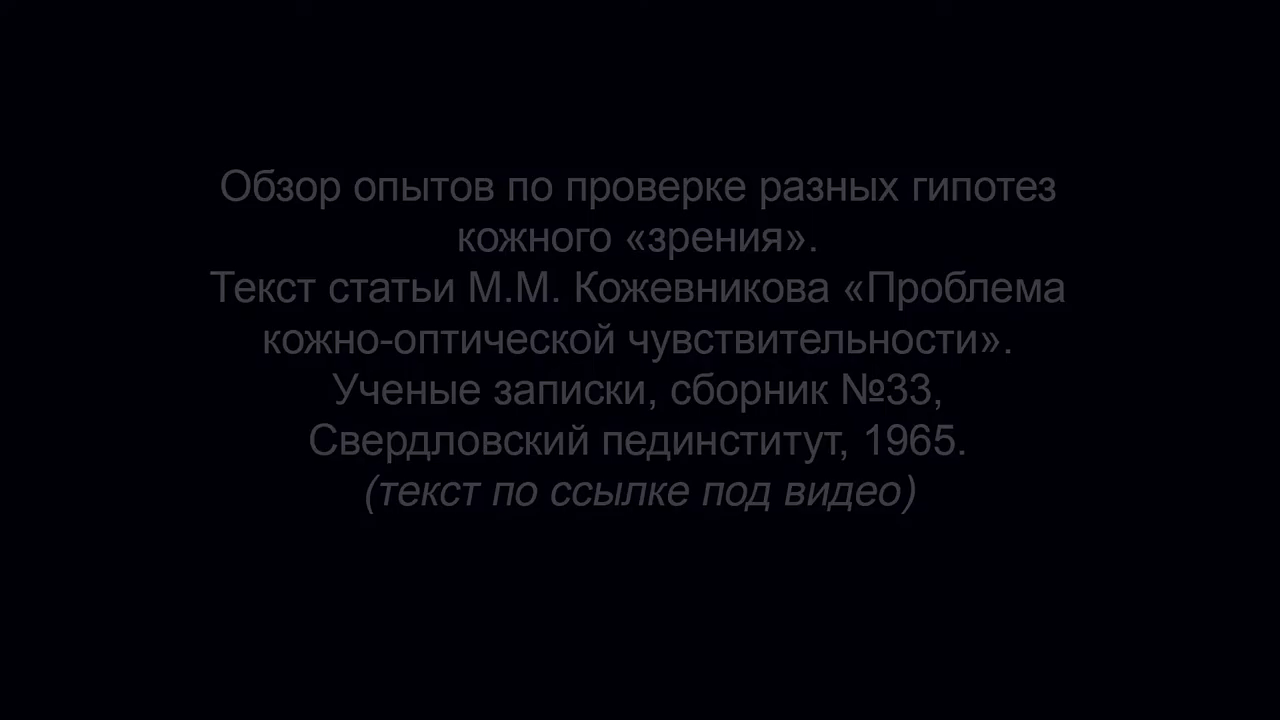 Обзор опытов по проверке разных гипотез
кожного «зрения».
Текст статьи М.М. Кожевникова «Проблема
кожно-оптической чувствительности».
Ученые записки, сборник №33,
Свердловский пединститут, 1965.
(текст по ссылке под видео)